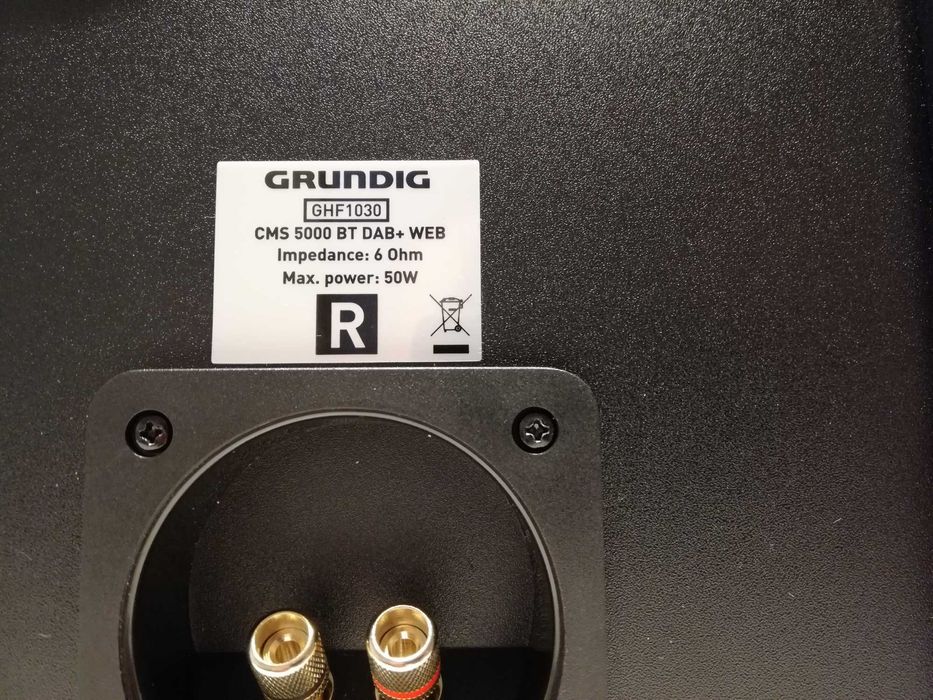 GRUNDIG
GHF1030
CMS 5000 BT DAB+ WEB
Impedance: 6 Ohm
Max. power: 50W
R